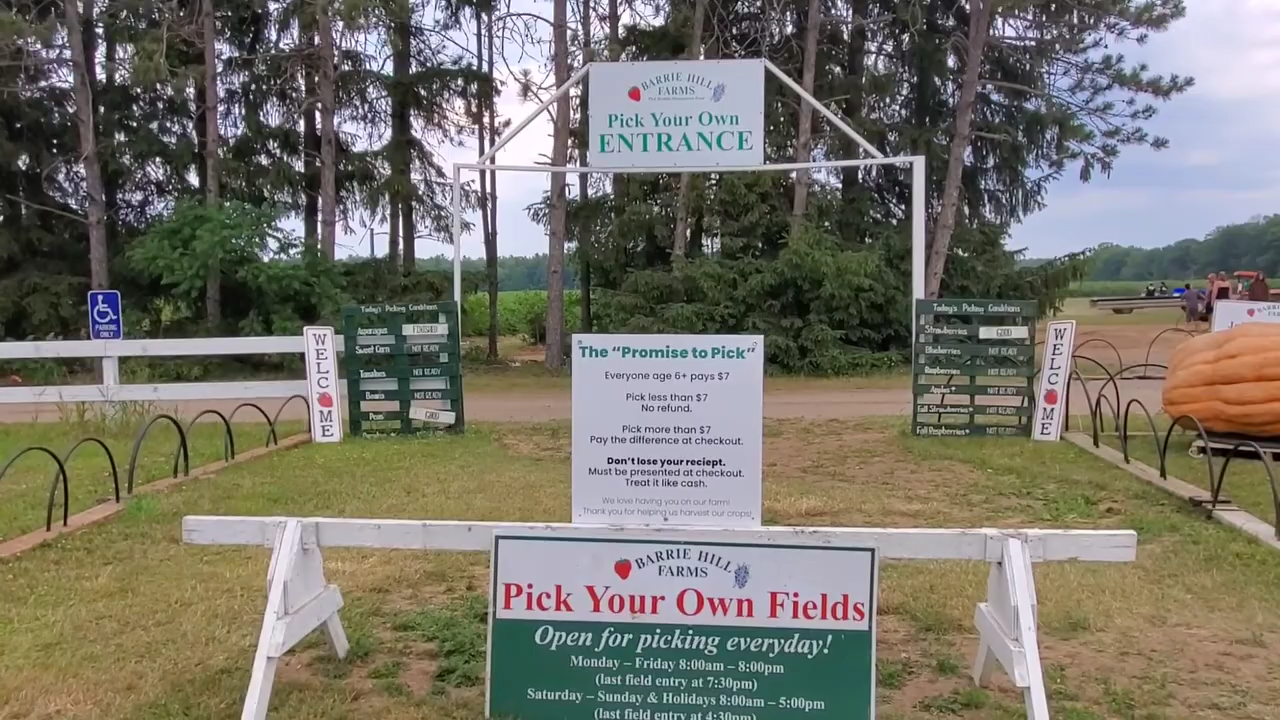 BARRIE HILL
FARMS
Pick Your Own
ENTRANCE
PARKING
ONLY
WELCOME
Today's Picking Conditions
Asparagus FINISHED
Sweet Corn NOT READY
Tomatoes NOT READY
Beans NOT READY
Peas GOOD
The “Promise to Pick”
Everyone age 6+ pays $7
Pick less than $7
No refund.
Pick more than $7
Pay the difference at checkout.
Don’t lose your reciept.
Must be presented at checkout.
Treat it like cash.
We love having you on our farm!
Thank you for helping us harvest our crops!
Today's Picking Conditions
Strawberries GOOD
Blueberries NOT READY
Raspberries NOT READY
Apples* NOT READY
Fall Strawberries* NOT READY
Fall Raspberries* NOT READY
WELCOME
BARRIE
BARRIE HILL
FARMS
Pick Your Own Fields
Open for picking everyday!
Monday – Friday 8:00am – 8:00pm
(last field entry at 7:30pm)
Saturday – Sunday & Holidays 8:00am – 5:00pm
(last field entry at 4:30pm)